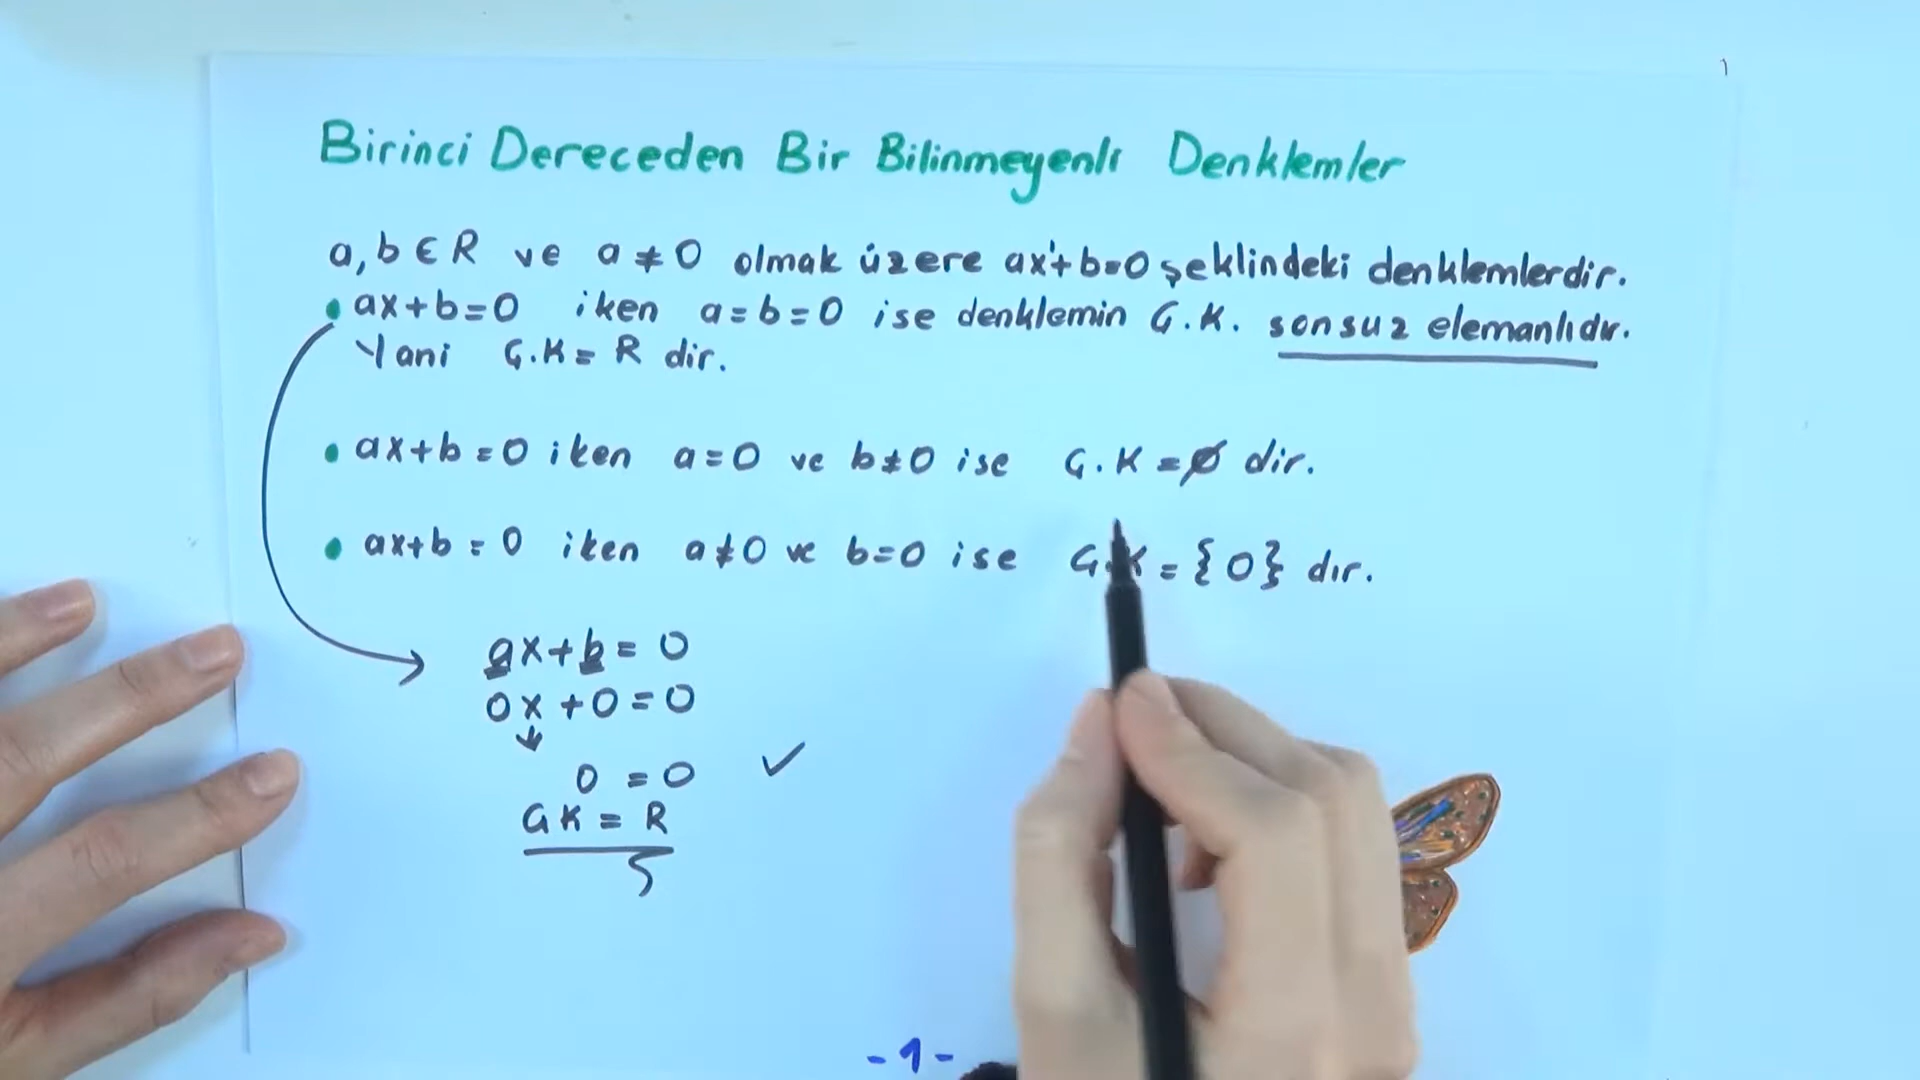 Birinci Dereceden Bir Bilinmeyenli Denklemler
a, b ∈ R ve a ≠ 0 olmak üzere ax¹+b=0 şeklindeki denklemlerdir.
• ax+b=0 iken a=b=0 ise denklemin Ç.K. sonsuz elemanlıdır.
Yani Ç.K= R dir.
• ax+b=0 iken a=0 ve b≠0 ise Ç.K=∅ dir.
• ax+b=0 iken a≠0 ve b=0 ise Ç.K={0} dır.
ax+b=0
0x+0=0
0=0 ✓
ÇK=R
-1-